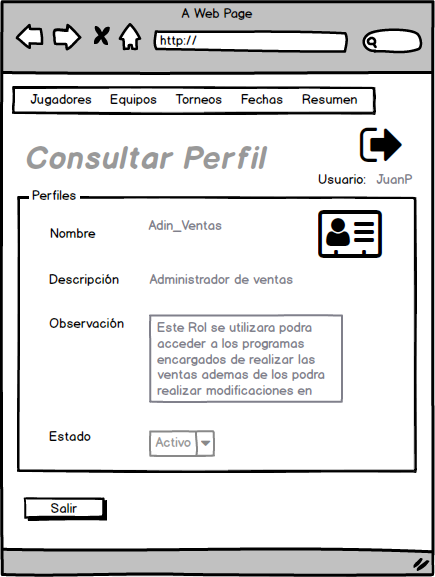 A Web Page
http://
Jugadores Equipos Torneos Fechas Resumen
Consultar Perfil
Usuario: JuanP
Perfiles
Nombre Adin_Ventas
Descripción Administrador de ventas
Observación
Este Rol se utilizara podra
acceder a los programas
encargados de realizar las
ventas ademas de los podra
realizar modificaciones en
Estado Activo
Salir